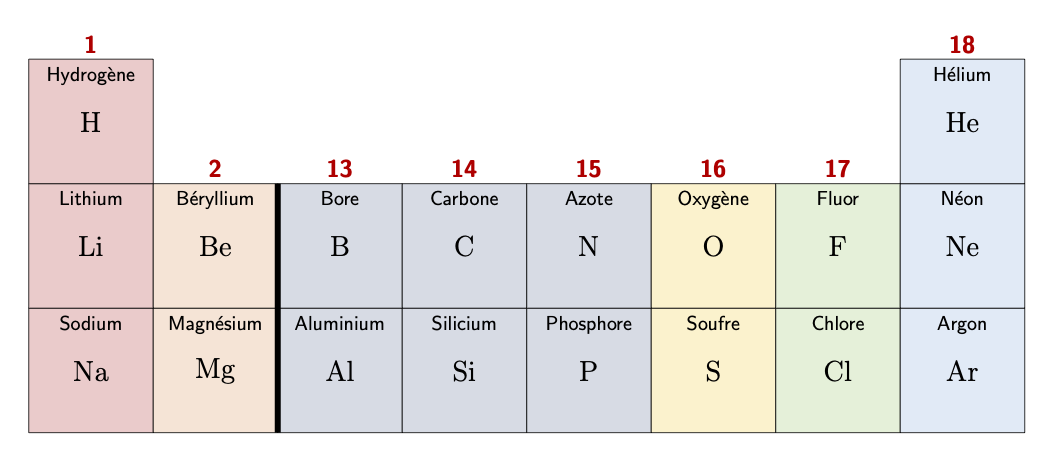 1 18
Hydrogène Hélium
H He
2 13 14 15 16 17
Lithium Béryllium Bore Carbone Azote Oxygène Fluor Néon
Li Be B C N O F Ne
Sodium Magnésium Aluminium Silicium Phosphore Soufre Chlore Argon
Na Mg Al Si P S Cl Ar